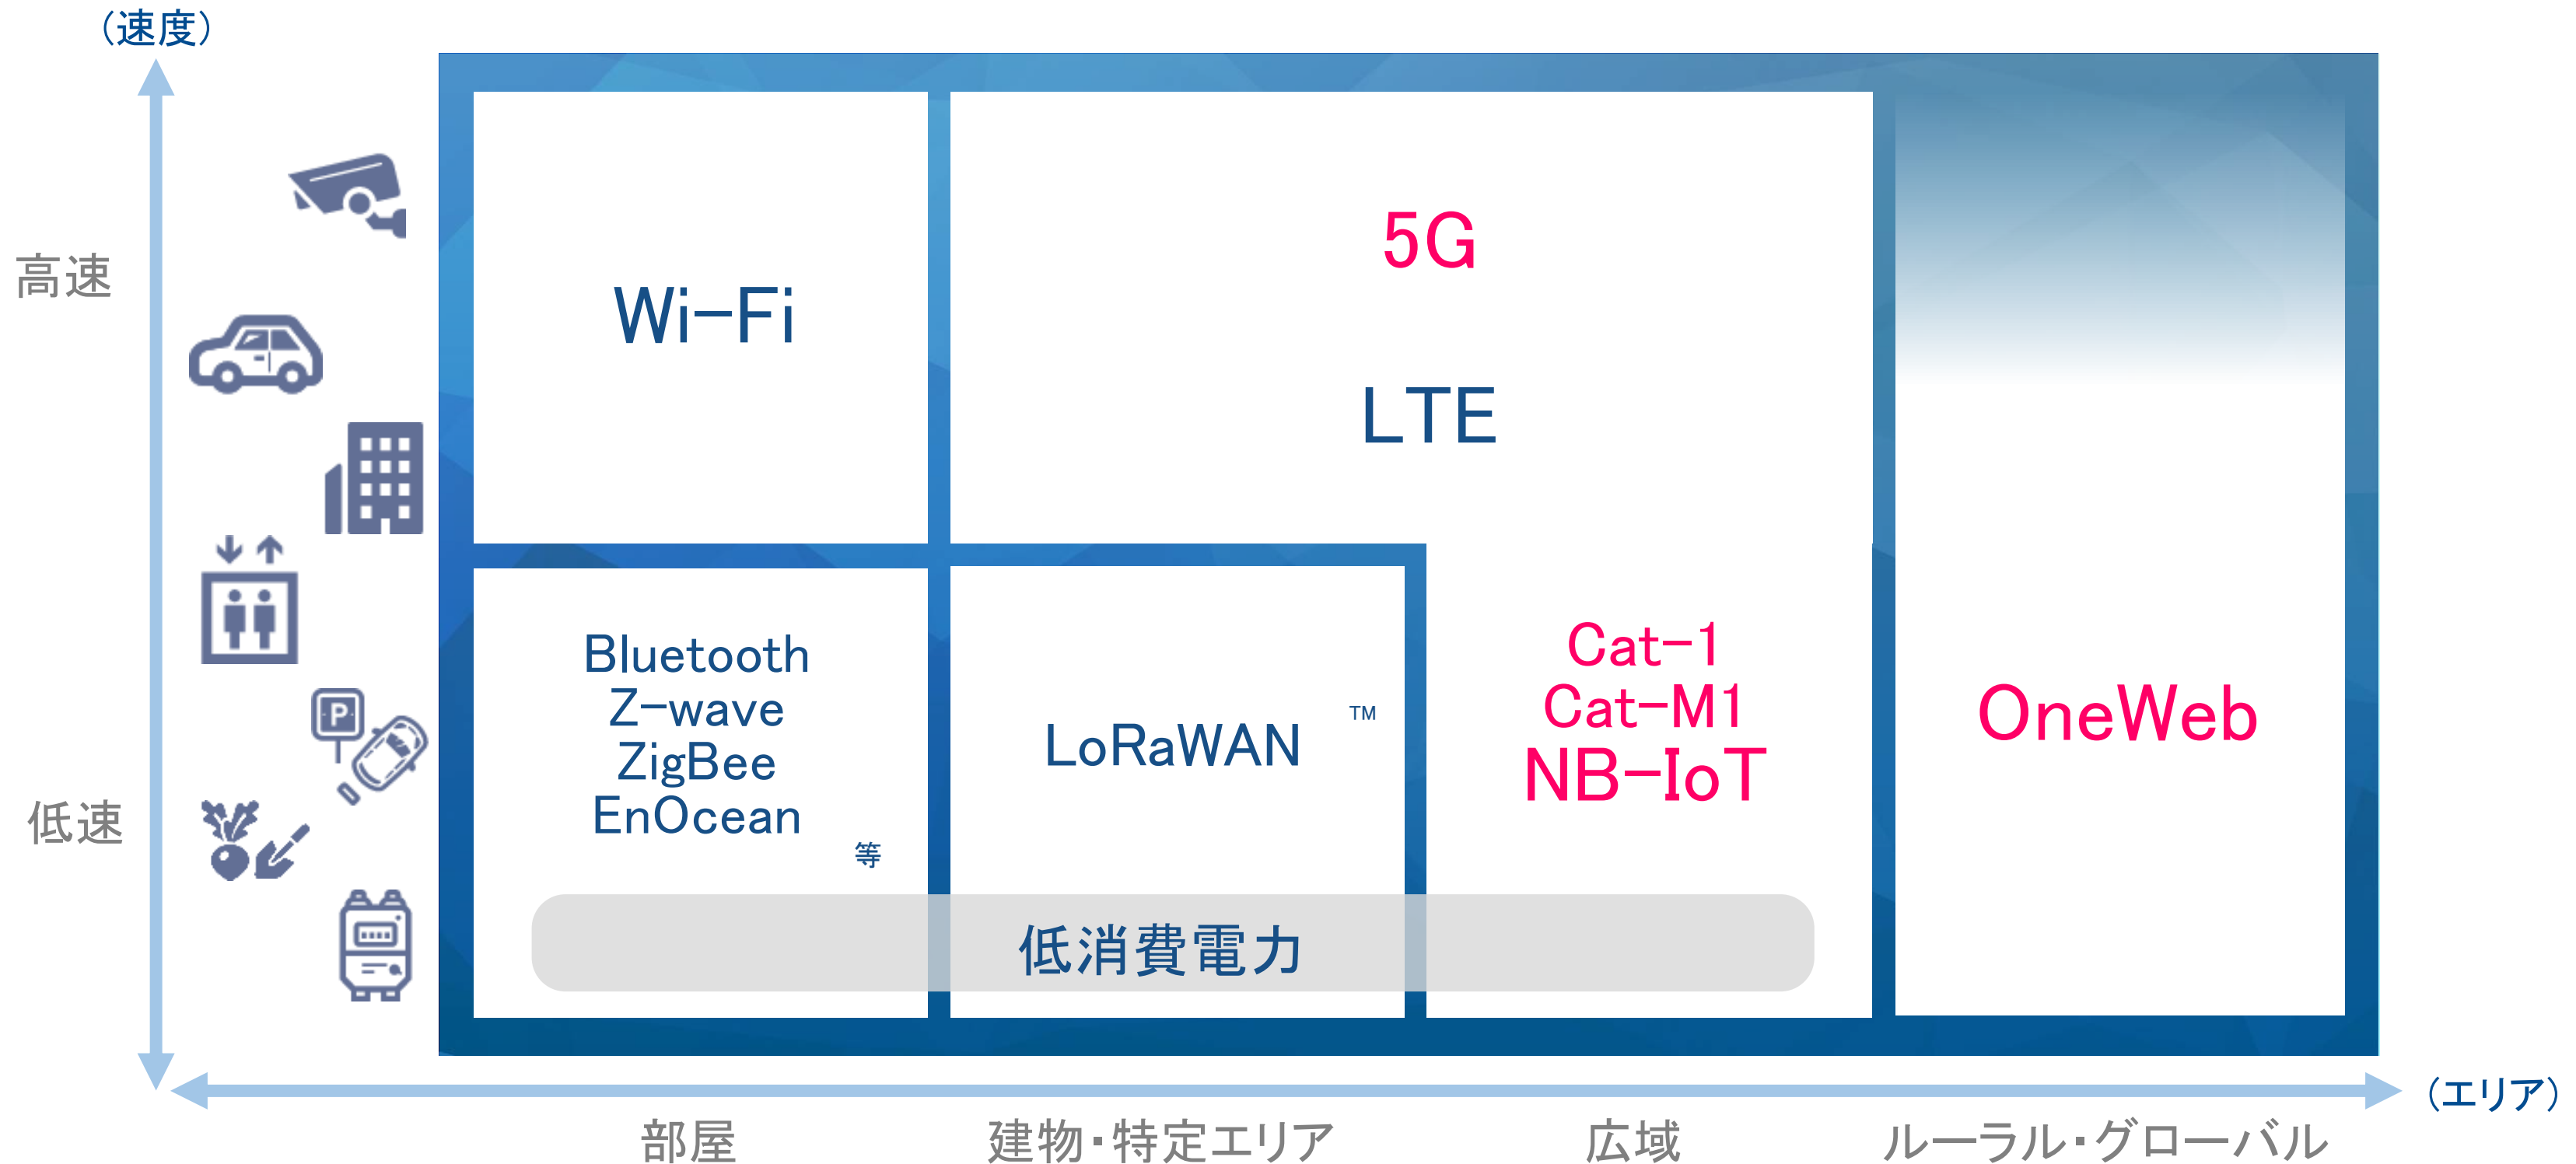 （速度）
高速
低速
Wi-Fi
5G
LTE
Bluetooth
Z-wave
ZigBee
EnOcean
等
LoRaWAN ™
Cat-1
Cat-M1
NB-IoT
OneWeb
P
低消費電力
（エリア）
部屋
建物・特定エリア
広域
ルーラル・グローバル